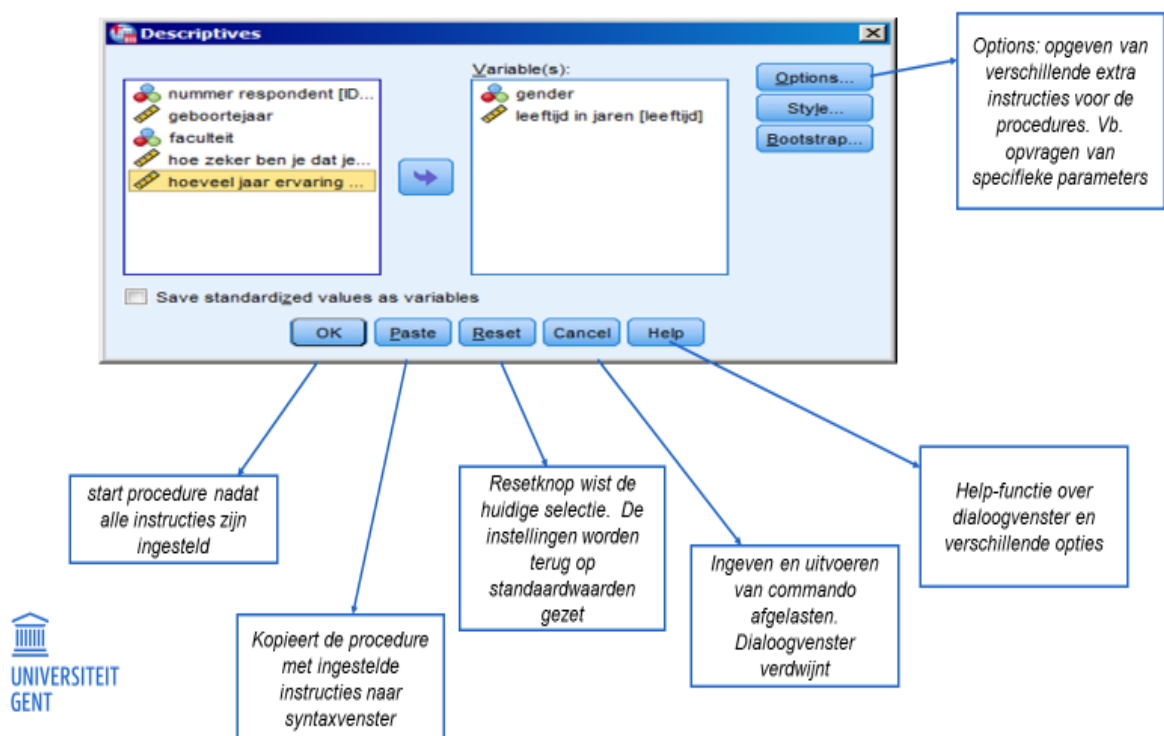 Descriptives
nummer respondent [ID...
geboortejaar
faculteit
hoe zeker ben je dat je...
hoeveel jaar ervaring ...
Variable(s):
gender
leeftijd in jaren [leeftijd]
Options...
Style...
Bootstrap...
Save standardized values as variables
OK
Paste
Reset
Cancel
Help
Options: opgeven van
verschillende extra
instructies voor de
procedures. Vb.
opvragen van
specifieke parameters
start procedure nadat
alle instructies zijn
ingesteld
Kopieert de procedure
met ingestelde
instructies naar
syntaxvenster
Resetknop wist de
huidige selectie. De
instellingen worden
terug op
standaardwaarden
gezet
Ingeven en uitvoeren
van commando
afgelasten.
Dialoogvenster
verdwijnt
Help-functie over
dialoogvenster en
verschillende opties
UNIVERSITEIT
GENT